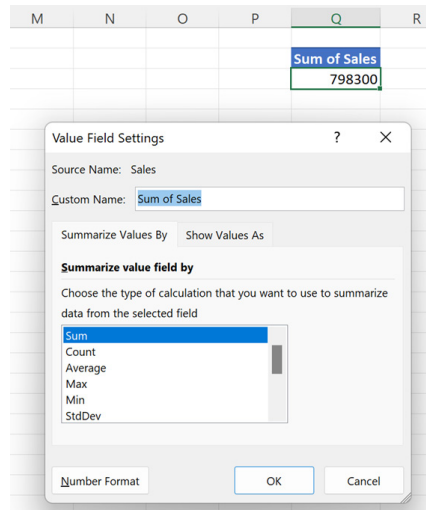 M N O P Q R
Sum of Sales
798300
Value Field Settings ? X
Source Name: Sales
Custom Name: Sum of Sales
Summarize Values By Show Values As
Summarize value field by
Choose the type of calculation that you want to use to summarize
data from the selected field
Sum
Count
Average
Max
Min
StdDev
Number Format OK Cancel